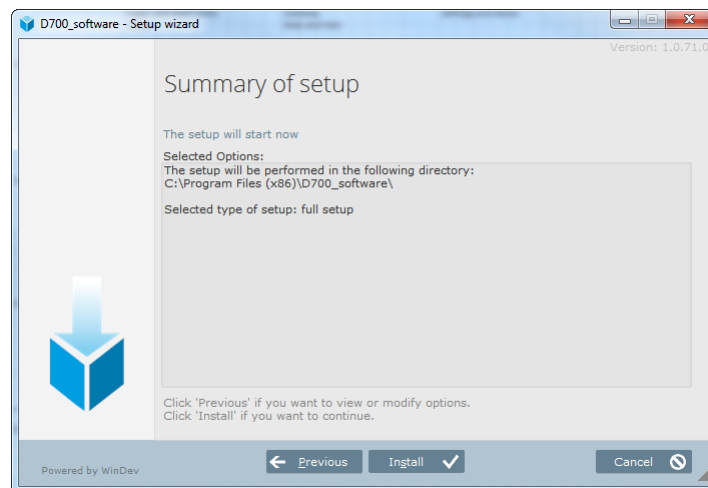 D700_software - Setup wizard
Version: 1.0.71.0
Summary of setup
The setup will start now
Selected Options:
The setup will be performed in the following directory:
C:\Program Files (x86)\D700_software\
Selected type of setup: full setup
Click 'Previous' if you want to view or modify options.
Click 'Install' if you want to continue.
Powered by WinDev
Previous
Install
Cancel